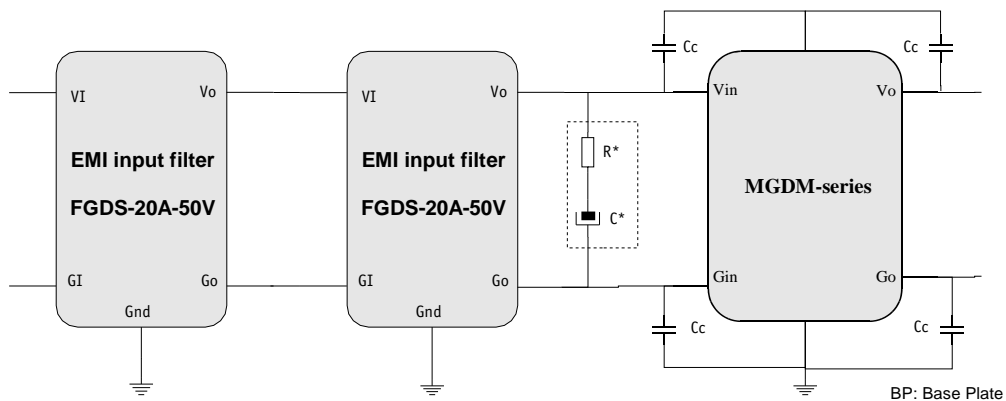 Cc
Cc
VI
Vo
VI
Vo
Vin
Vo
EMI input filter
FGDS-20A-50V
EMI input filter
FGDS-20A-50V
R*
C*
MGDM-series
GI
Go
Gnd
GI
Go
Gnd
Gin
Go
Cc
Cc
BP: Base Plate